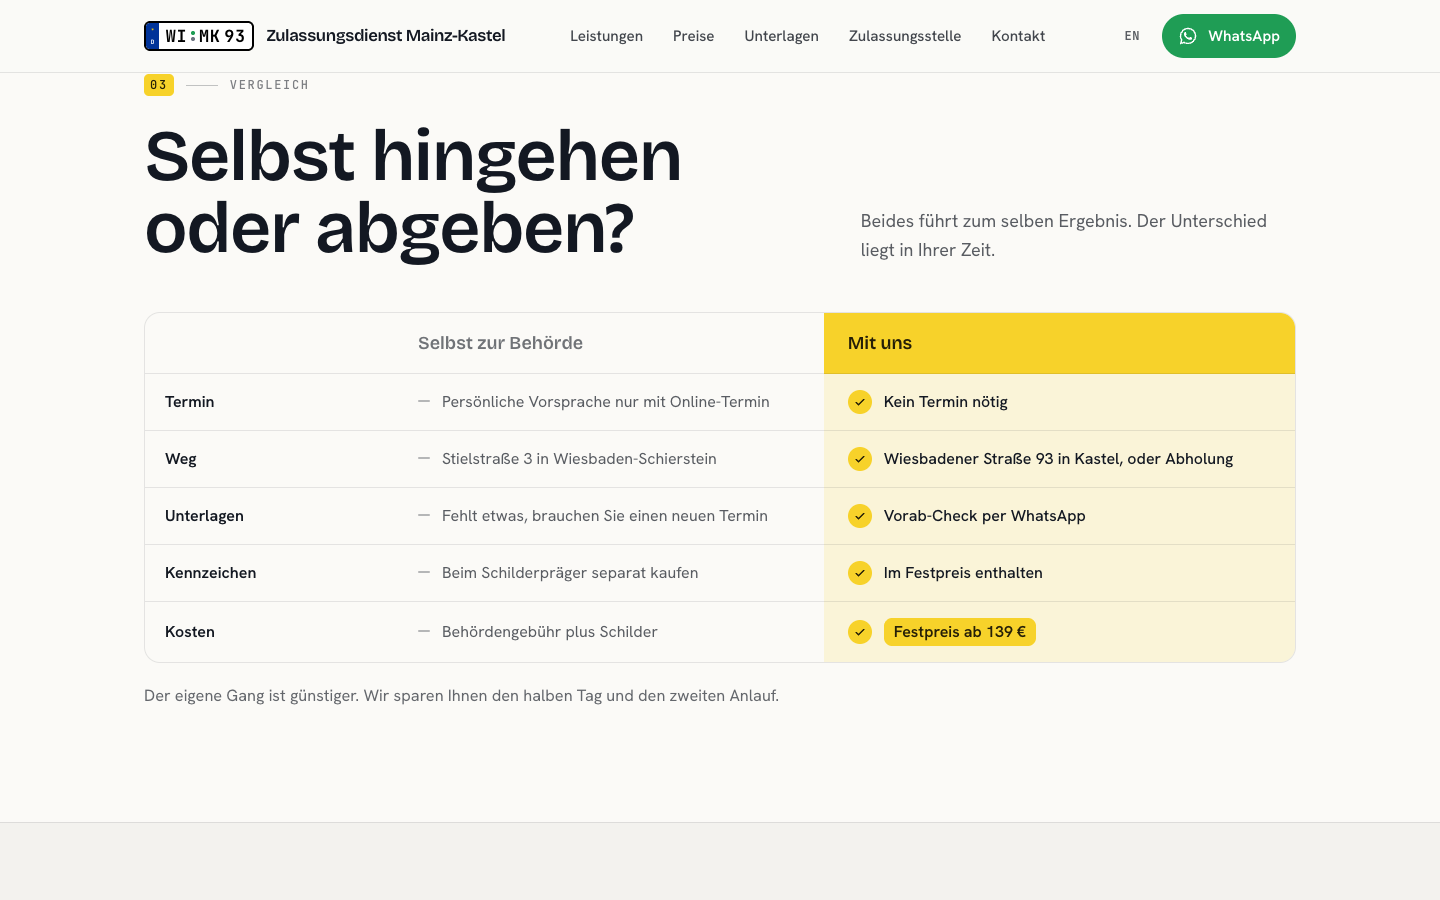 D
WI:MK 93
Zulassungsdienst Mainz-Kastel
Leistungen
Preise
Unterlagen
Zulassungsstelle
Kontakt
EN
WhatsApp
03
VERGLEICH
Selbst hingehen
oder abgeben?
Beides führt zum selben Ergebnis. Der Unterschied
liegt in Ihrer Zeit.
Selbst zur Behörde
Mit uns
Termin
— Persönliche Vorsprache nur mit Online-Termin
Kein Termin nötig
Weg
— Stielstraße 3 in Wiesbaden-Schierstein
Wiesbadener Straße 93 in Kastel, oder Abholung
Unterlagen
— Fehlt etwas, brauchen Sie einen neuen Termin
Vorab-Check per WhatsApp
Kennzeichen
— Beim Schilderpräger separat kaufen
Im Festpreis enthalten
Kosten
— Behördengebühr plus Schilder
Festpreis ab 139 €
Der eigene Gang ist günstiger. Wir sparen Ihnen den halben Tag und den zweiten Anlauf.